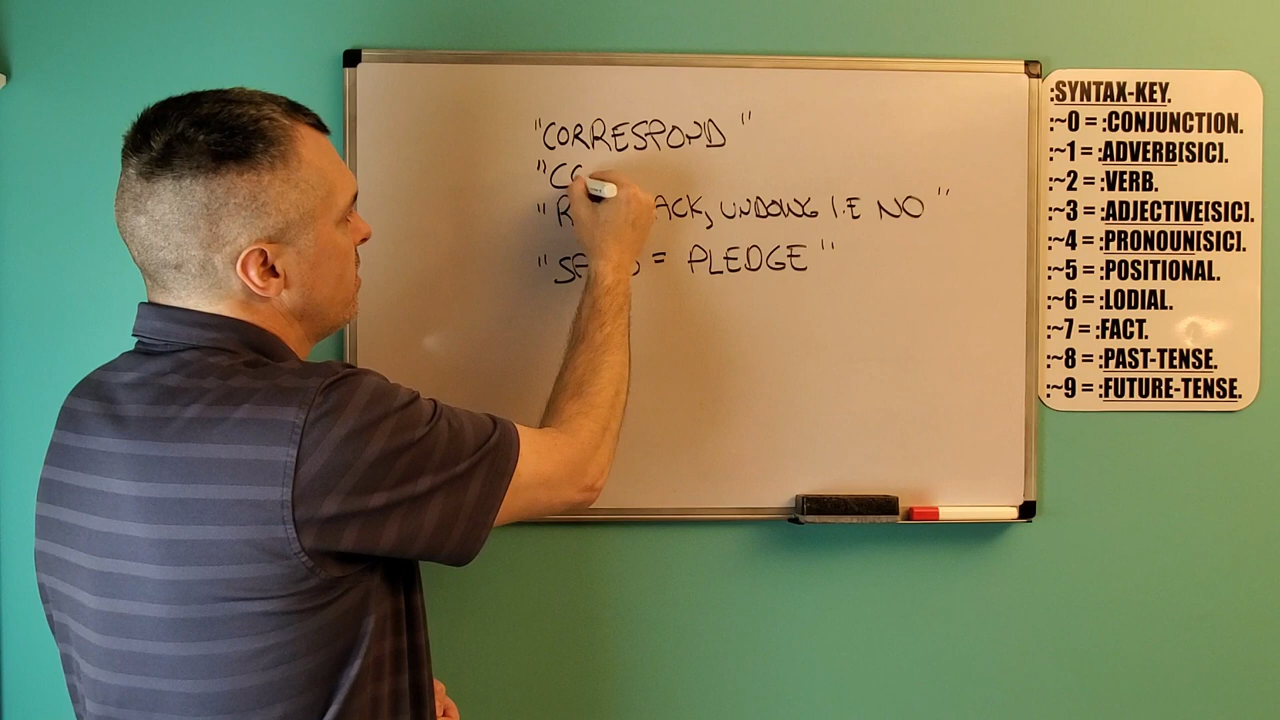 "CORRESPOND"
"CO
ACK, UNDOING I.E NO"
= PLEDGE"
:SYNTAX-KEY.
:~0 = :CONJUNCTION.
:~1 = :ADVERB[SIC].
:~2 = :VERB.
:~3 = :ADJECTIVE[SIC].
:~4 = :PRONOUN[SIC].
:~5 = :POSITIONAL.
:~6 = :LODIAL.
:~7 = :FACT.
:~8 = :PAST-TENSE.
:~9 = :FUTURE-TENSE.